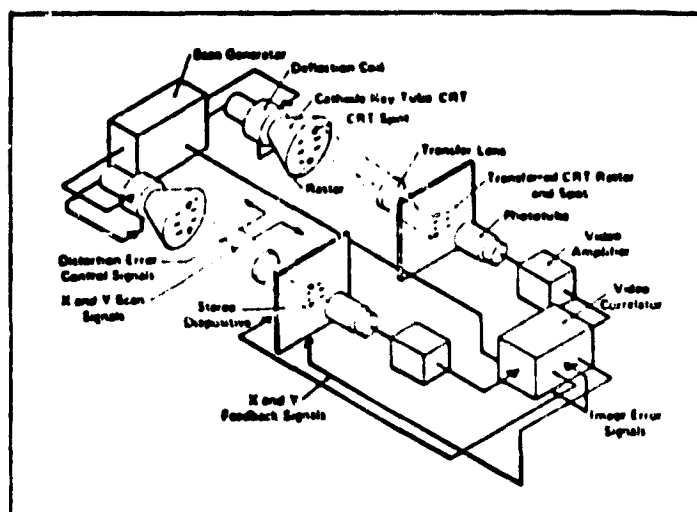 Scan Generator
Deflection Coil
Cathode Ray Tube CRT
CRT Spot
Transfer Lens
Transferred CRT Raster
and Spot
Raster
Phototube
Video
Amplifier
Distortion Error
Control Signals
Video
Correlator
X and Y Scan
Signals
Stereo
Diapositive
X and Y
Feedback Signals
Image Error
Signals